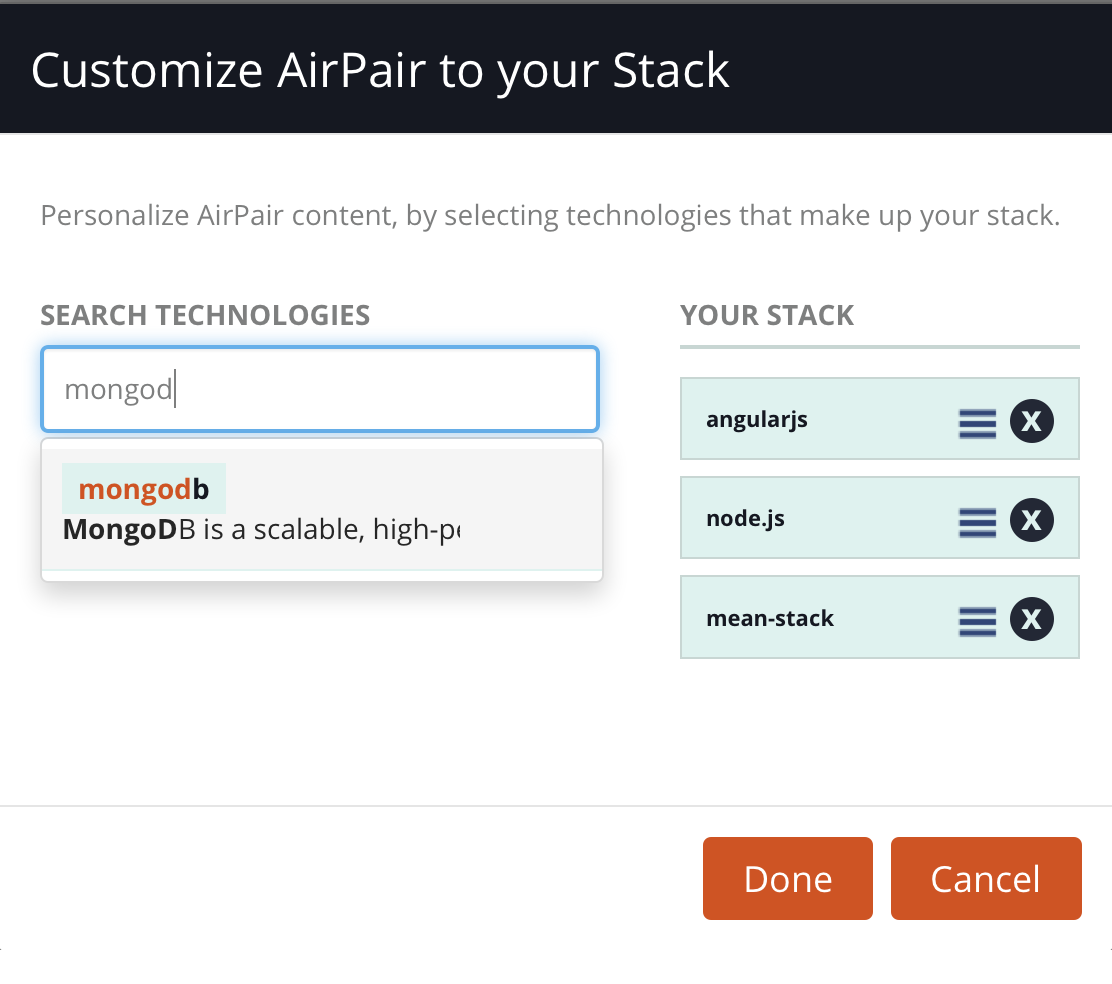 Customize AirPair to your Stack
Personalize AirPair content, by selecting technologies that make up your stack.
SEARCH TECHNOLOGIES
mongod
mongodb
MongoDB is a scalable, high-
YOUR STACK
angularjs
X
node.js
X
mean-stack
X
Done
Cancel